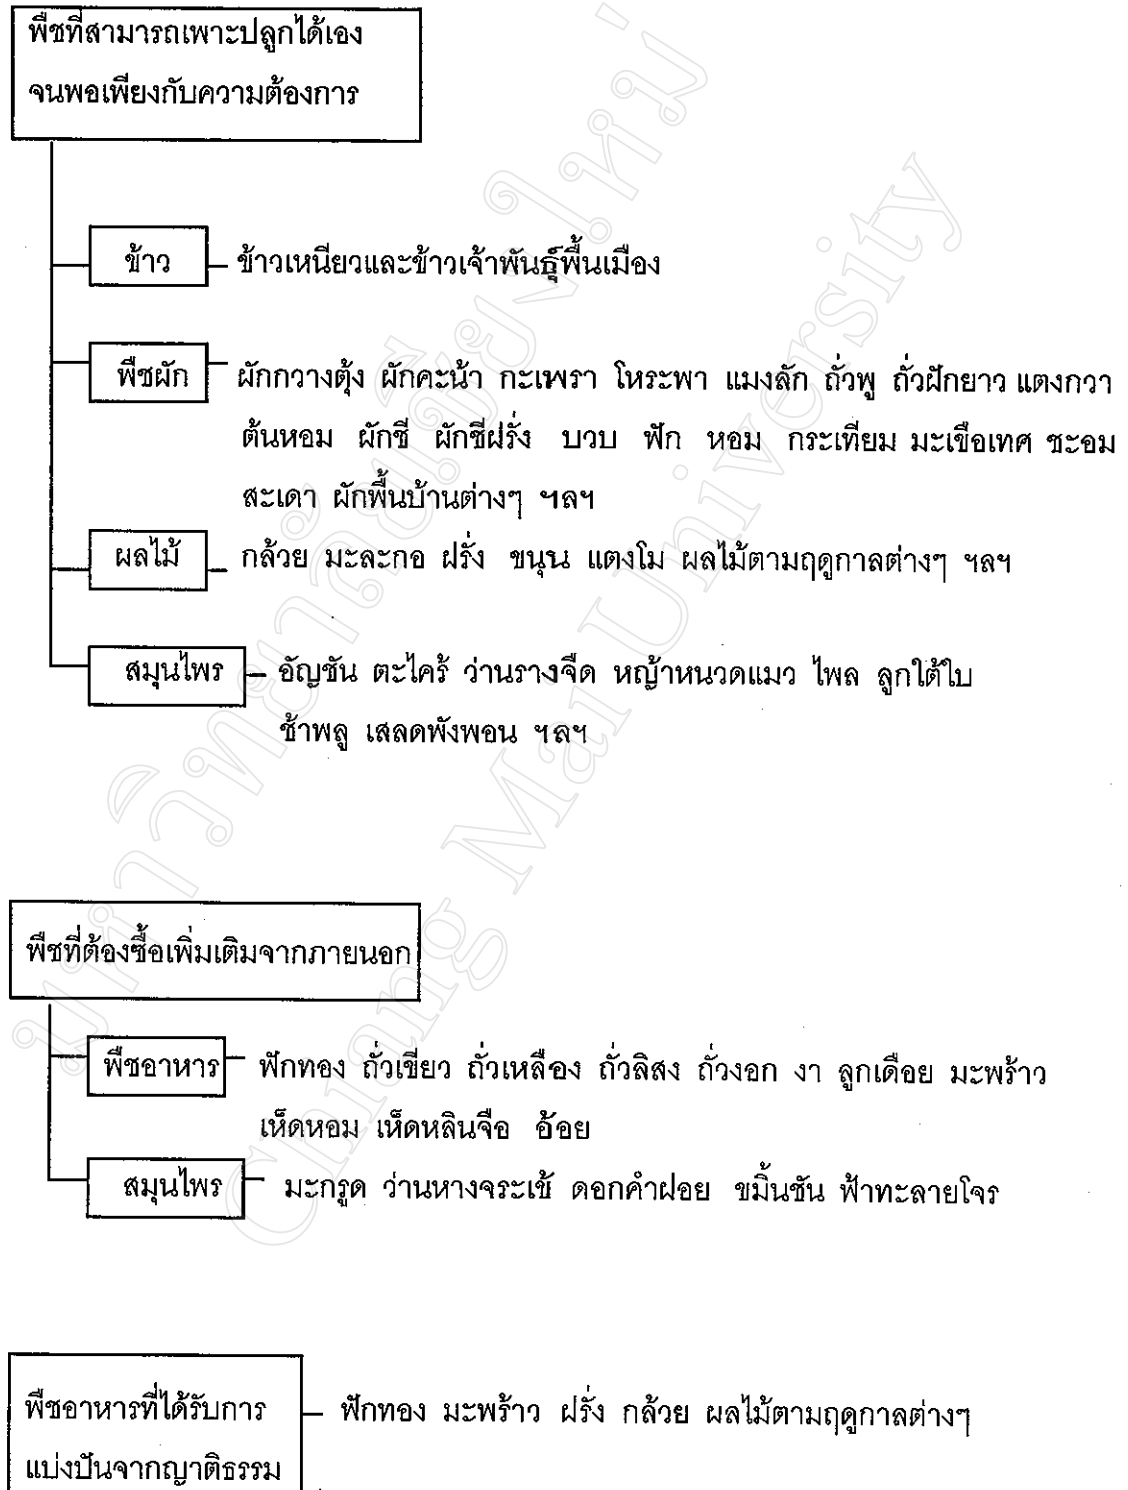 พืชที่สามารถเพาะปลูกได้เอง
จนพอเพียงกับความต้องการ
ข้าว ข้าวเหนียวและข้าวเจ้าพันธุ์พื้นเมือง
พืชผัก ผักกวางตุ้ง ผักคะน้า กะเพรา โหระพา แมงลัก ถั่วพู ถั่วฝักยาว แตงกวา
ต้นหอม ผักชี ผักชีฝรั่ง บวบ ฟัก หอม กระเทียม มะเขือเทศ ชะอม
สะเดา ผักพื้นบ้านต่างๆ ฯลฯ
ผลไม้ กล้วย มะละกอ ฝรั่ง ขนุน แตงโม ผลไม้ตามฤดูกาลต่างๆ ฯลฯ
สมุนไพร อัญชัน ตะไคร้ ว่านรางจืด หญ้าหนวดแมว ไพล ลูกใต้ใบ
ช้าพลู เสลดพังพอน ฯลฯ
พืชที่ต้องซื้อเพิ่มเติมจากภายนอก
พืชอาหาร ฟักทอง ถั่วเขียว ถั่วเหลือง ถั่วลิสง ถั่วงอก งา ลูกเดือย มะพร้าว
เห็ดหอม เห็ดหลินจือ อ้อย
สมุนไพร มะกรูด ว่านหางจระเข้ ดอกคำฝอย ขมิ้นชัน ฟ้าทะลายโจร
พืชอาหารที่ได้รับการ ฟักทอง มะพร้าว ฝรั่ง กล้วย ผลไม้ตามฤดูกาลต่างๆ
แบ่งปันจากญาติธรรม
มหาวิทยาลัยเชียงใหม่
Chiang Mai University